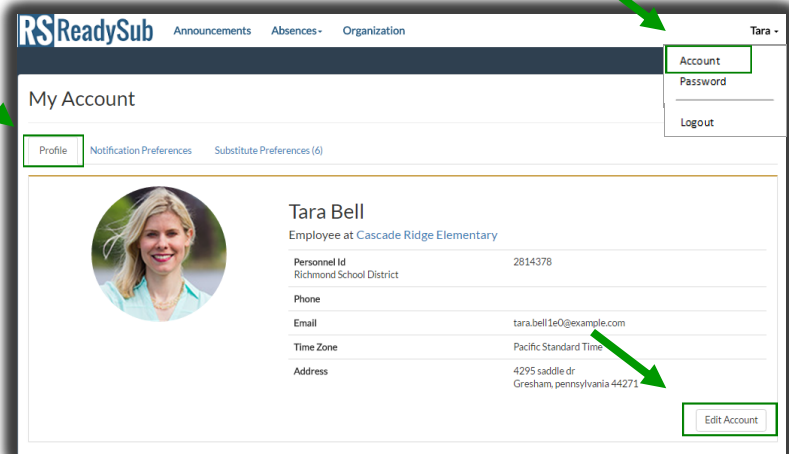 RS ReadySub Announcements Absences Organization Tara
Account
Password
Logout
My Account
Profile Notification Preferences Substitute Preferences (6)
Tara Bell
Employee at Cascade Ridge Elementary
Personnel Id 2814378
Richmond School District
Phone
Email tara.bell1e0@example.com
Time Zone Pacific Standard Time
Address 4295 saddle dr
Gresham, pennsylvania 44271
Edit Account